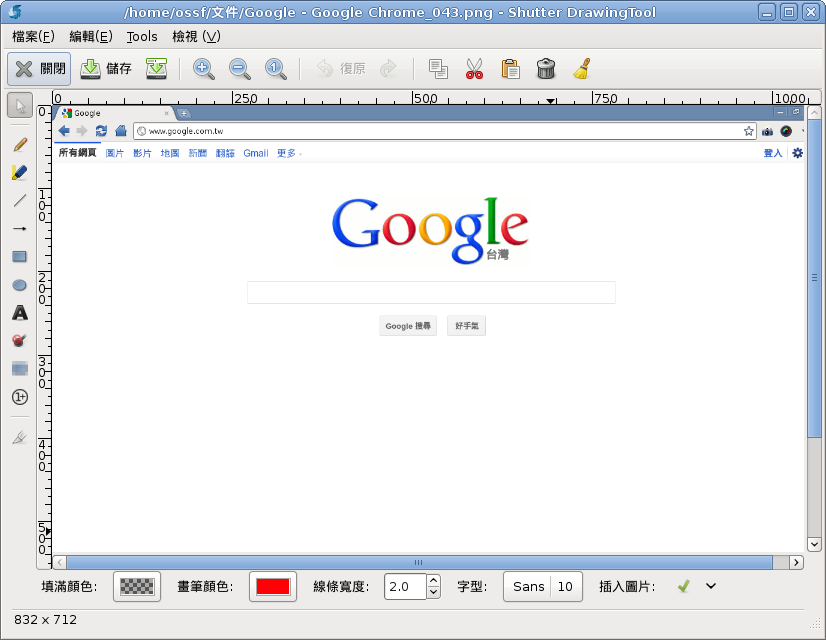 /home/ossf/文件/Google - Google Chrome_043.png - Shutter DrawingTool
檔案(F) 編輯(E) Tools 檢視 (V)
關閉 儲存 1 復原
0 250 500 750 1000
Google
www.google.com.tw
所有網頁 圖片 影片 地圖 新聞 翻譯 Gmail 更多 登入
Google
台灣
Google 搜尋 好手氣
0
100
200
300
400
500
A
1+
填滿顏色: 畫筆顏色: 線條寬度: 2.0 字型: Sans 10 插入圖片:
832 x 712